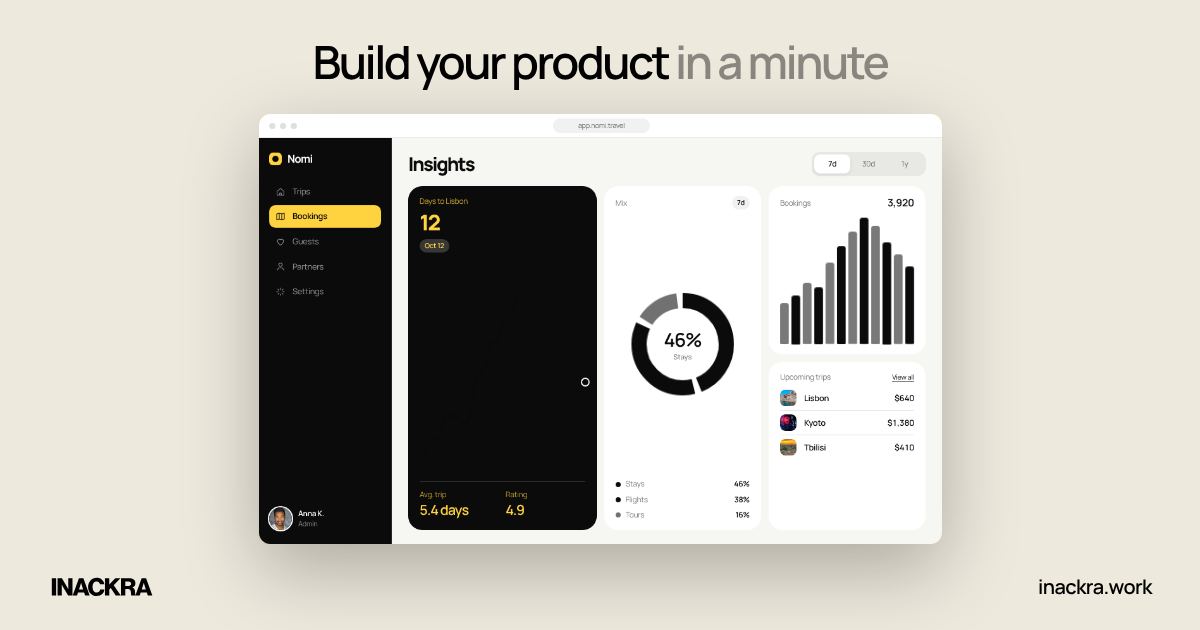 Build your product in a minute
app.nomi.travel
Nomi
Trips
Bookings
Guests
Partners
Settings
Anna K.
Admin
Insights
7d 30d 1y
Days to Lisbon
12
Oct 12
Avg. trip Rating
5.4 days 4.9
Mix 7d
46%
Stays
Stays 46%
Flights 38%
Tours 16%
Bookings 3,920
Upcoming trips View all
Lisbon $640
Kyoto $1,380
Tbilisi $410
INACKRA
inackra.work